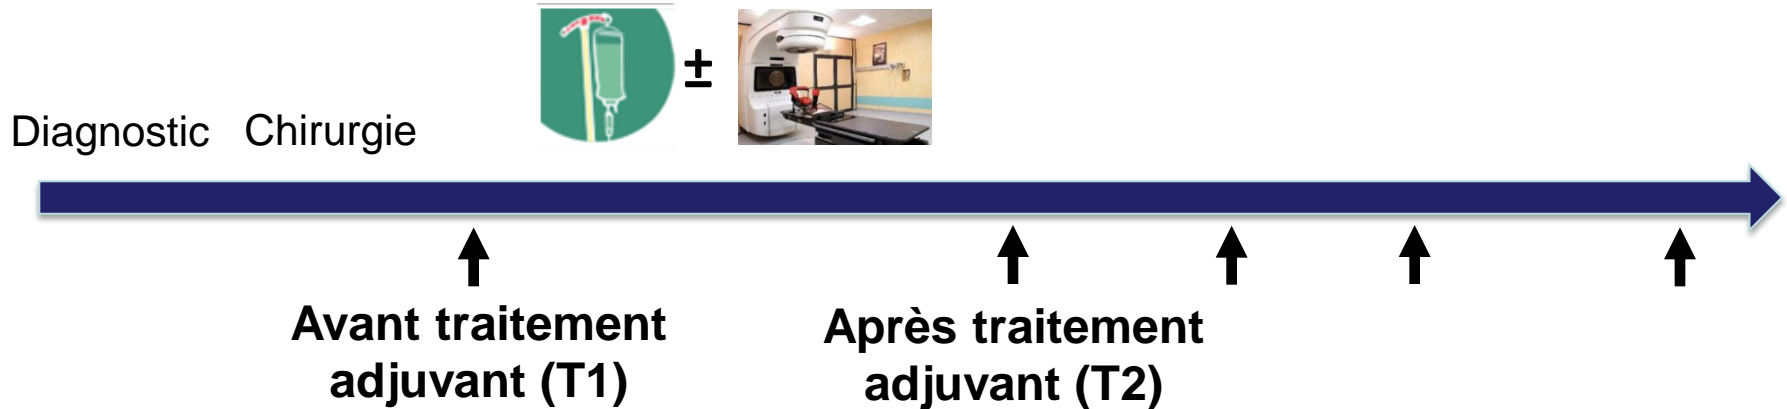 ±
Diagnostic Chirurgie
Avant traitement
adjuvant (T1)
Après traitement
adjuvant (T2)